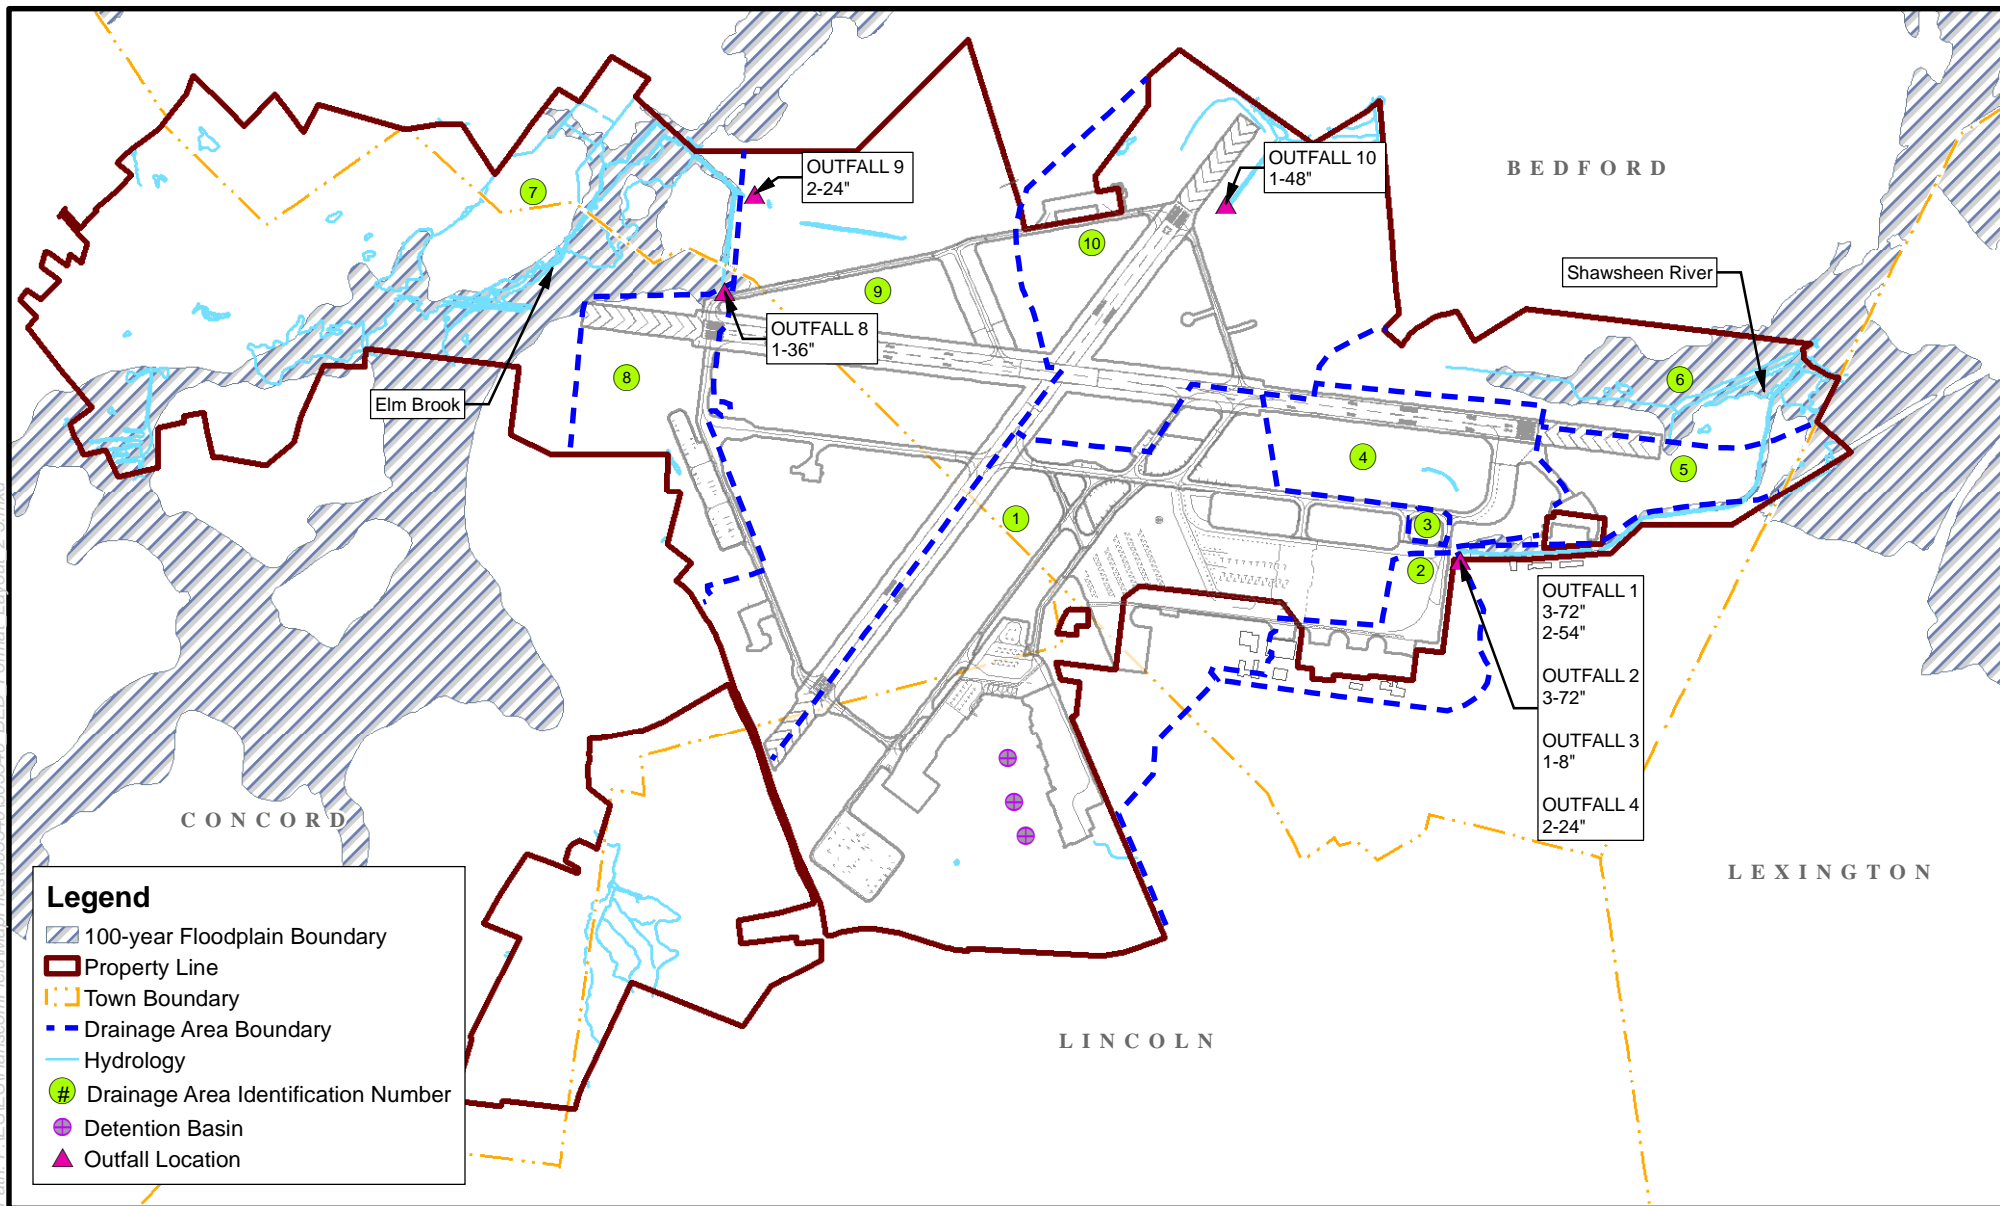 OUTFALL 9
2-24"
OUTFALL 10
1-48"
BEDFORD
7
10
Shawsheen River
9
OUTFALL 8
1-36"
8
6
Elm Brook
4
5
1
3
2
OUTFALL 1
3-72"
2-54"
OUTFALL 2
3-72"
OUTFALL 3
1-8"
OUTFALL 4
2-24"
CONCORD
LEXINGTON
LINCOLN
Legend
100-year Floodplain Boundary
Property Line
Town Boundary
Drainage Area Boundary
Hydrology
# Drainage Area Identification Number
Detention Basin
Outfall Location